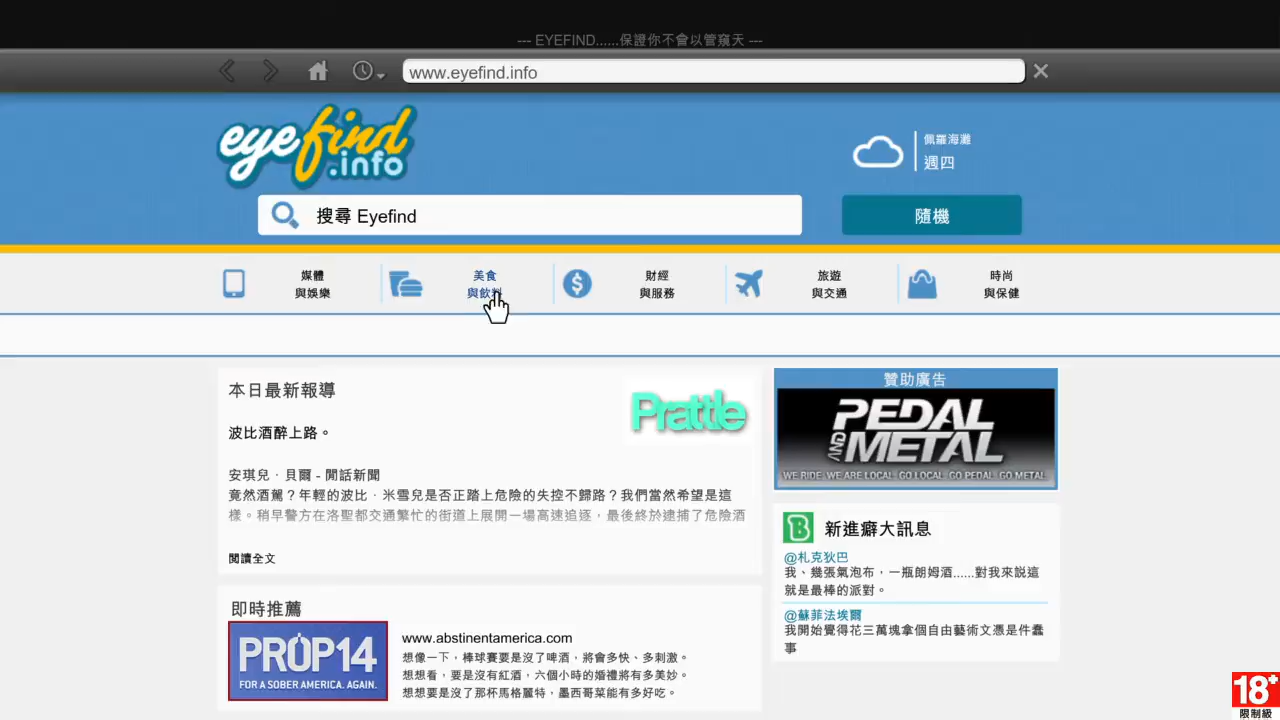 --- EYEFIND......保證你不會以管窺天 ---
www.eyefind.info
eyefind
.info
佩羅海灘
週四
搜尋 Eyefind
隨機
媒體
與娛樂
美食
與飲料
財經
與服務
旅遊
與交通
時尚
與保健
本日最新報導
Prattle
波比酒醉上路。
安琪兒．貝爾 - 閒話新聞
竟然酒駕？年輕的波比．米雪兒是否正踏上危險的失控不歸路？我們當然希望是這
樣。稍早警方在洛聖都交通繁忙的街道上展開一場高速追逐，最後終於逮捕了危險酒
閱讀全文
即時推薦
PROP14
FOR A SOBER AMERICA. AGAIN.
www.abstinentamerica.com
想像一下，棒球賽要是沒了啤酒，將會多快、多刺激。
想想看，要是沒有紅酒，六個小時的婚禮將有多美妙。
想想要是沒了那杯馬格麗特，墨西哥菜能有多好吃。
贊助廣告
PEDAL
AND METAL
WE RIDE. WE ARE LOCAL. GO LOCAL. GO PEDAL. GO METAL.
新進癖大訊息
@札克狄巴
我、幾張氣泡布，一瓶朗姆酒......對我來說這
就是最棒的派對。
@蘇菲法埃爾
我開始覺得花三萬塊拿個自由藝術文憑是件蠢
事
18+
限制級